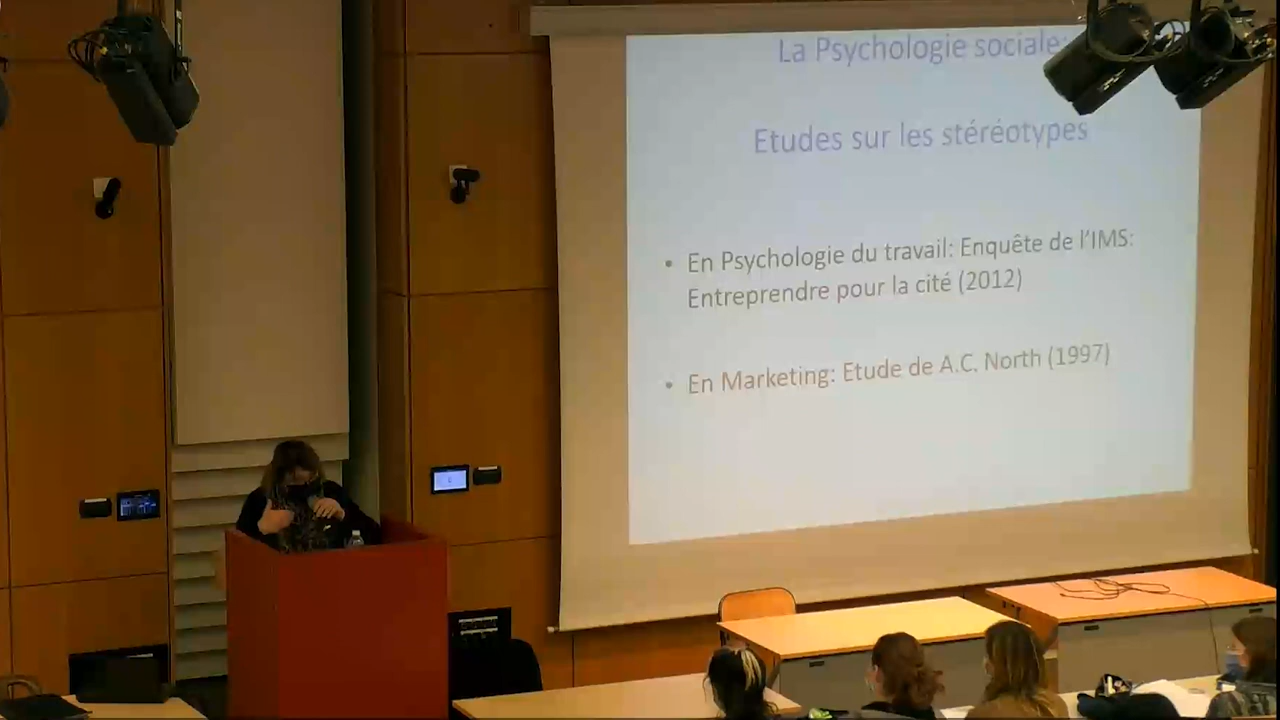 La Psychologie sociale:
Etudes sur les stéréotypes
• En Psychologie du travail: Enquête de l'IMS:
Entreprendre pour la cité (2012)
• En Marketing: Etude de A.C. North (1997)